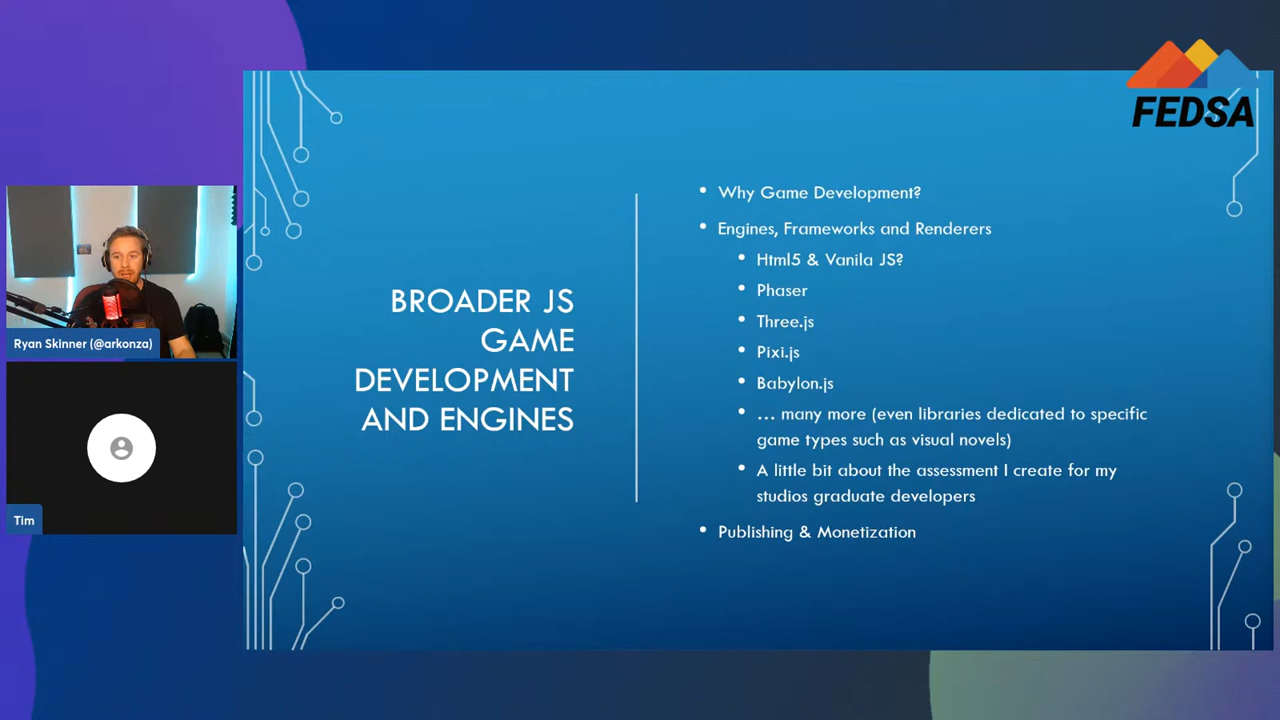 FEDSA
BROADER JS
GAME
DEVELOPMENT
AND ENGINES
• Why Game Development?
• Engines, Frameworks and Renderers
• Html5 & Vanila JS?
• Phaser
• Three.js
• Pixi.js
• Babylon.js
• … many more (even libraries dedicated to specific
game types such as visual novels)
• A little bit about the assessment I create for my
studios graduate developers
• Publishing & Monetization
Ryan Skinner (@arkonza)
Tim